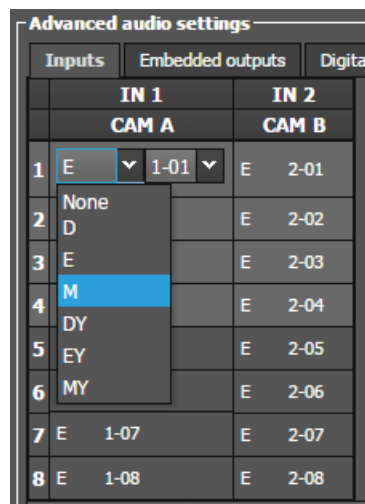 Advanced audio settings
Inputs Embedded outputs Digita
IN 1 IN 2
CAM A CAM B
1 E 1-01 E 2-01
None
2 D E 2-02
3 E E 2-03
4 M E 2-04
DY
5 EY E 2-05
6 MY E 2-06
7 E 1-07 E 2-07
8 E 1-08 E 2-08